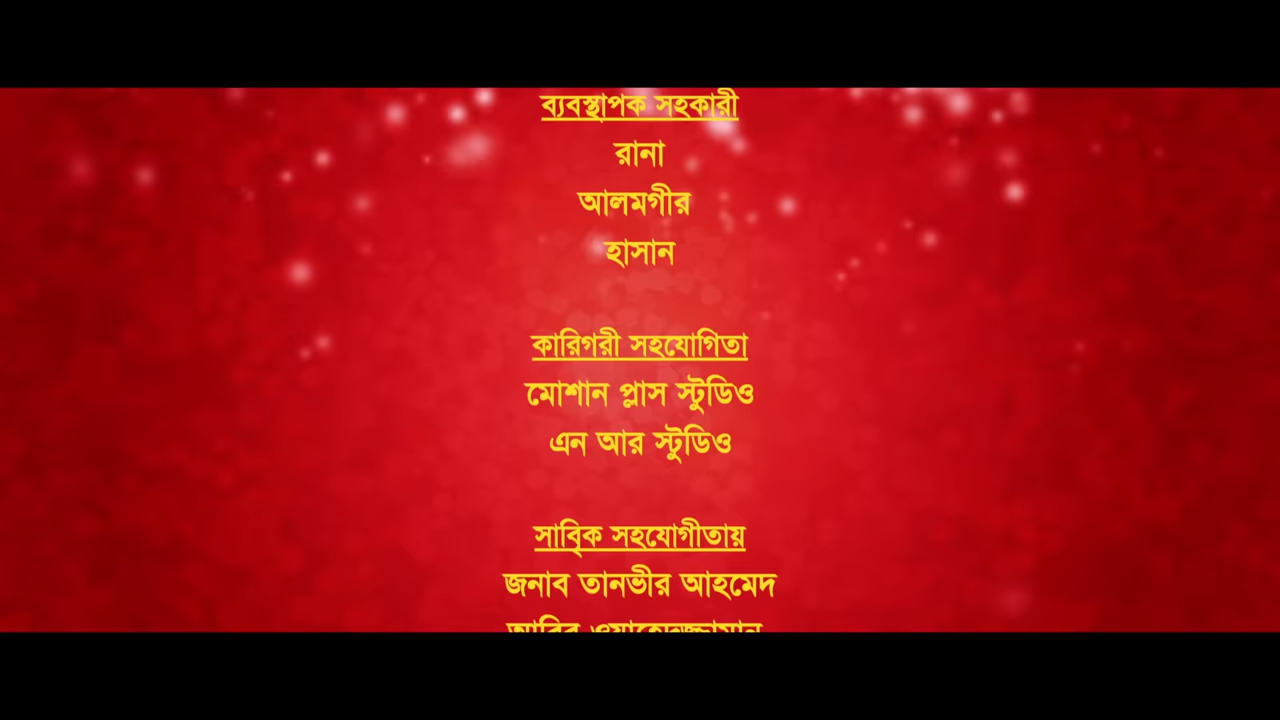 ব্যবস্থাপক সহকারী
রানা
আলমগীর
হাসান
কারিগরী সহযোগিতা
মোশান প্লাস স্টুডিও
এন আর স্টুডিও
সাবৃিক সহযোগীতায়
জনাব তানভীর আহমেদ